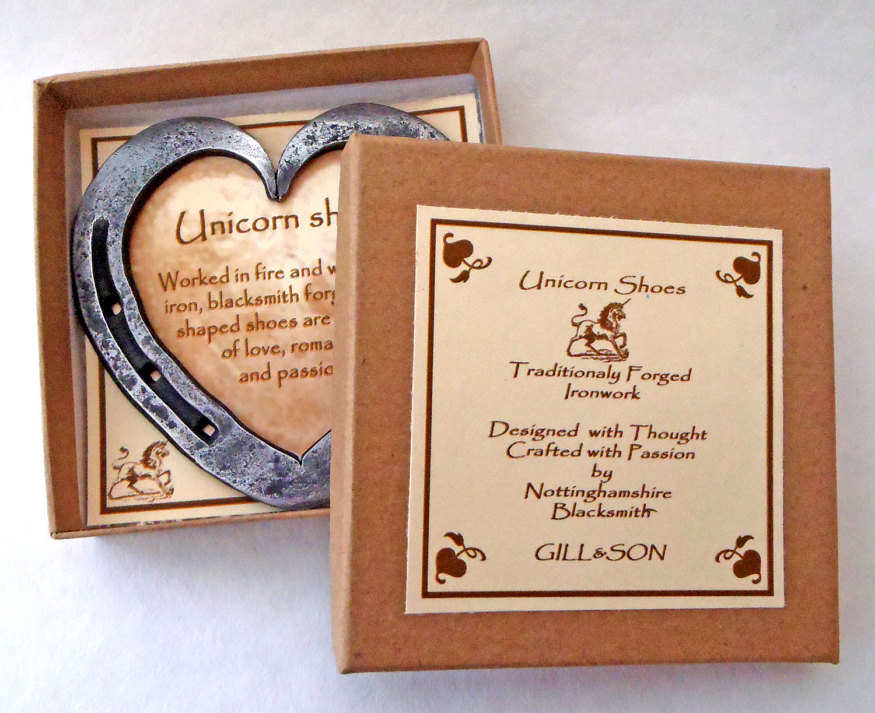 Unicorn sh
Worked in fire and w
iron, blacksmith forg
shaped shoes are
of love, roma
and passio
Unicorn Shoes
Traditionaly Forged
Ironwork
Designed with Thought
Crafted with Passion
by
Nottinghamshire
Blacksmith
GILL&SON